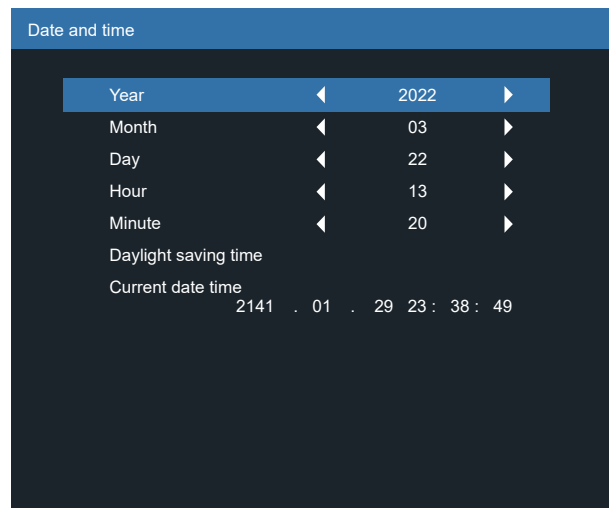 Date and time
Year 2022
Month 03
Day 22
Hour 13
Minute 20
Daylight saving time
Current date time
2141 . 01 . 29 23 : 38 : 49